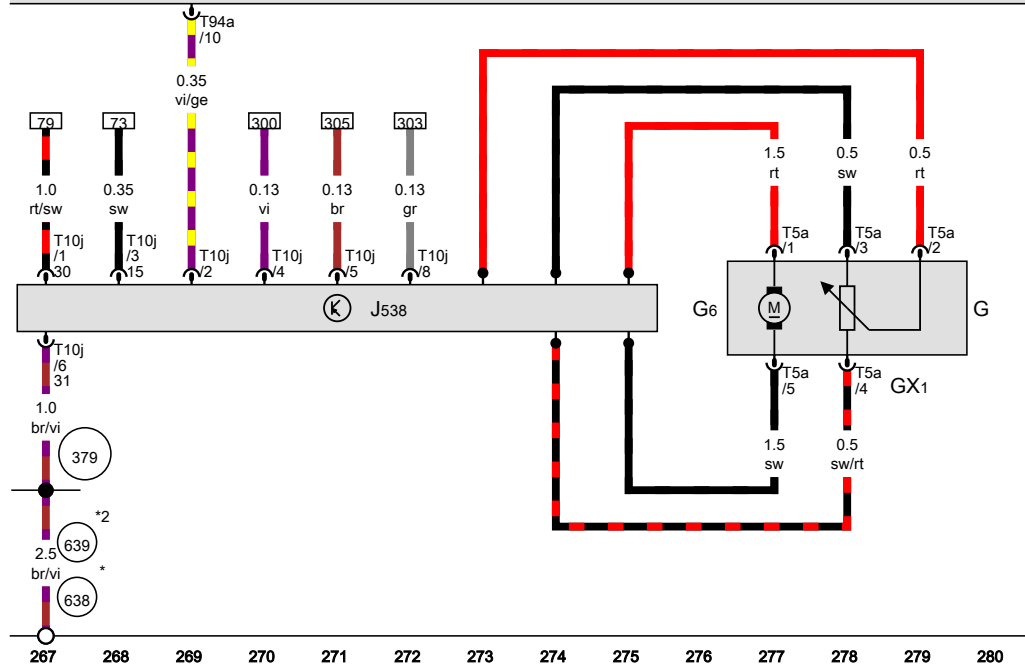 T94a
/10
0.35
vi/ge
79
73
300
305
303
1.0
rt/sw
0.35
sw
0.13
vi
0.13
br
0.13
gr
1.5
rt
0.5
sw
0.5
rt
T10j
/1
30
T10j
/3
15
T10j
/2
T10j
/4
T10j
/5
T10j
/8
T5a
/1
T5a
/3
T5a
/2
J538
G6
M
G
T10j
/6
31
T5a
/5
T5a
/4
GX1
1.0
br/vi
379
1.5
sw
0.5
sw/rt
*2
639
2.5
br/vi
*
638
267 268 269 270 271 272 273 274 275 276 277 278 279 280